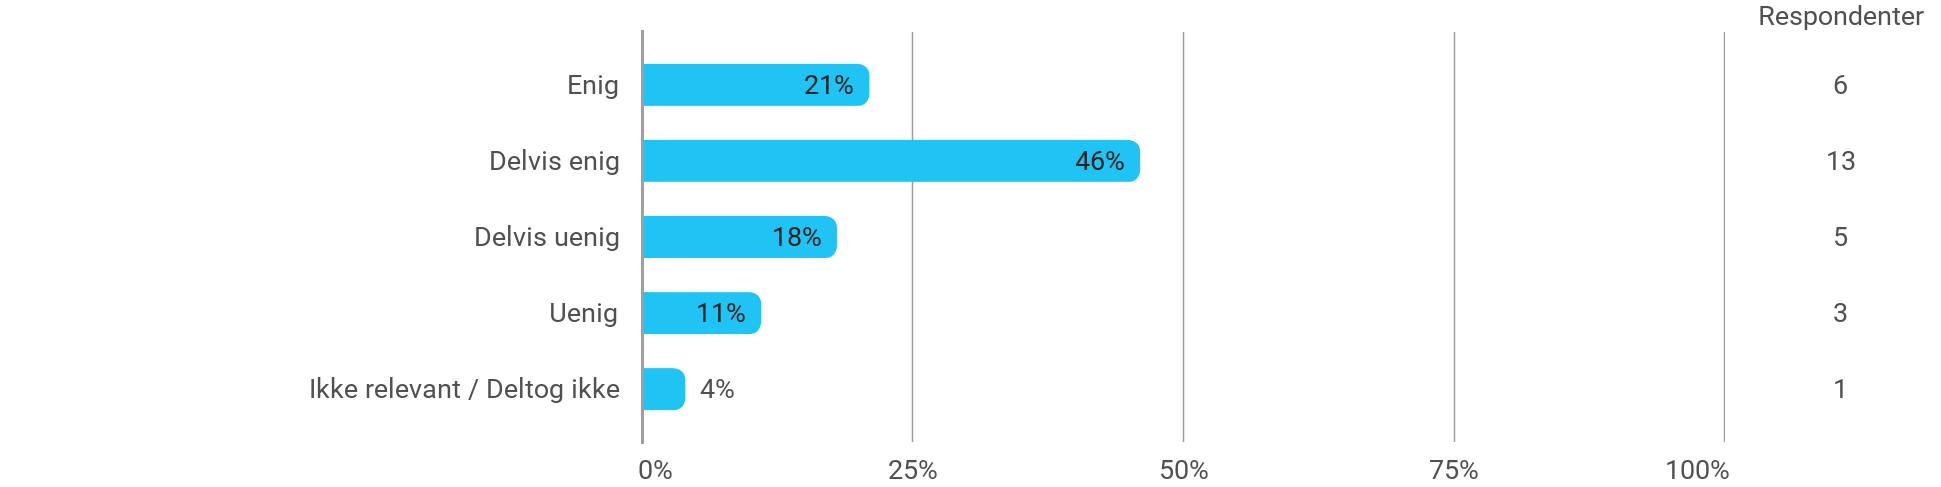 Respondenter
Enig 21% 6
Delvis enig 46% 13
Delvis uenig 18% 5
Uenig 11% 3
Ikke relevant / Deltog ikke 4% 1
0% 25% 50% 75% 100%